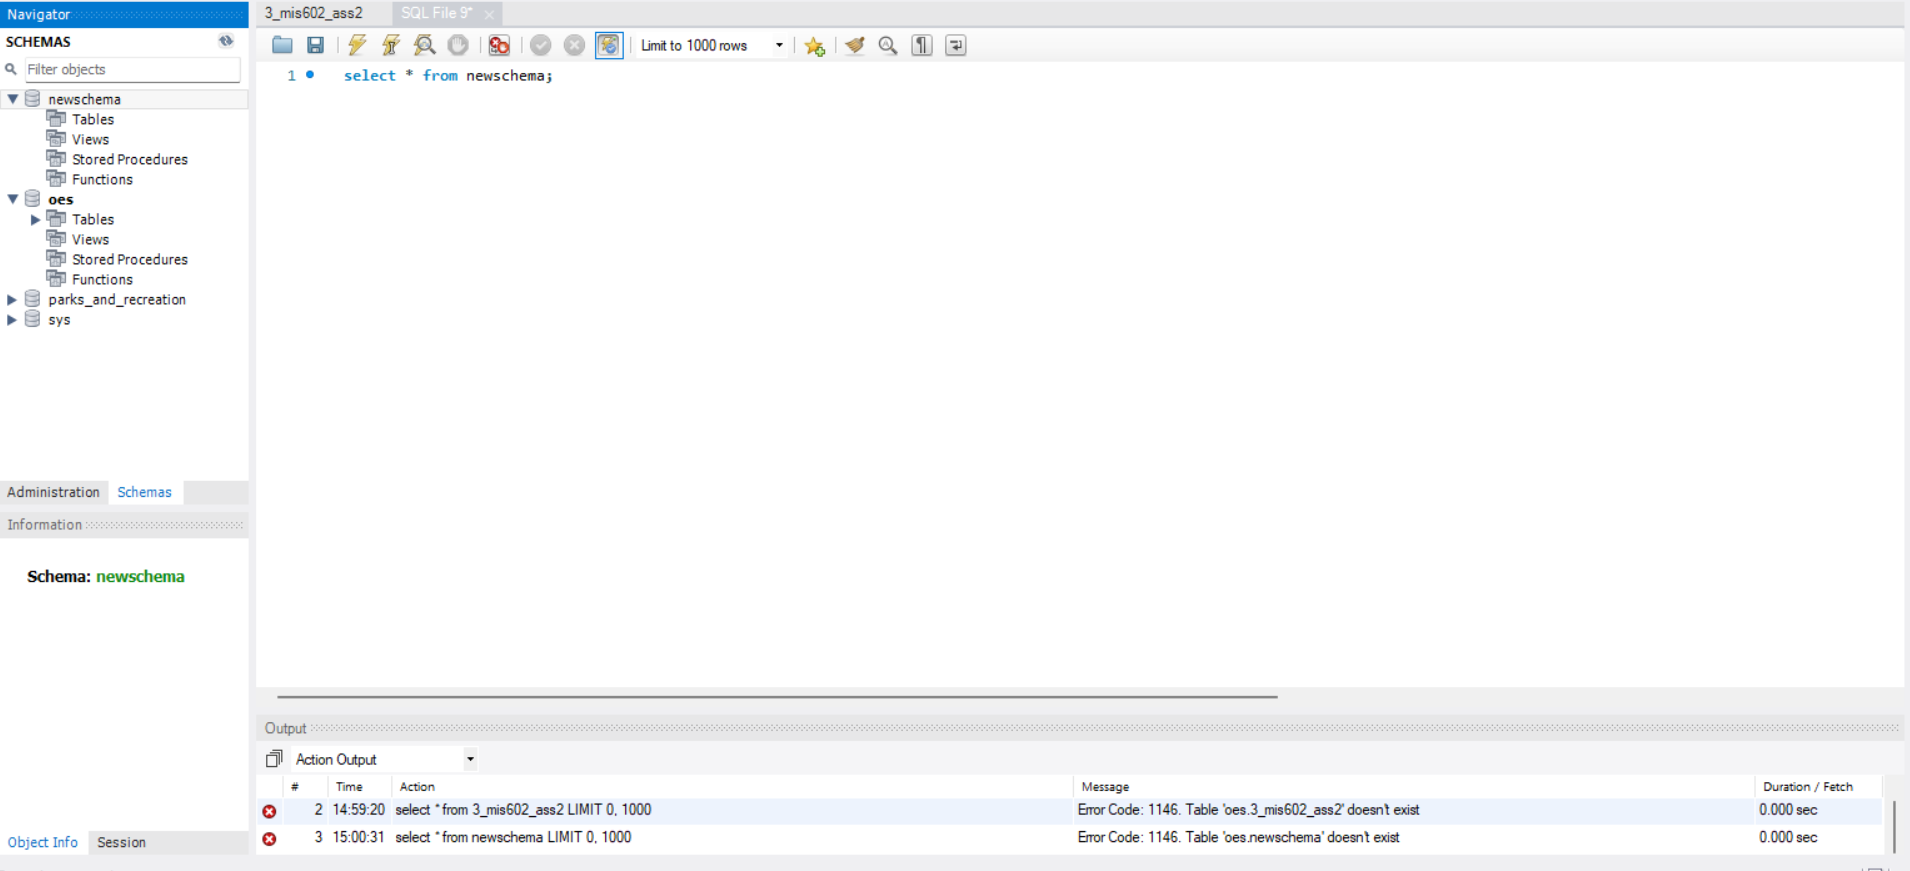 Navigator
SCHEMAS
Filter objects
newschema
Tables
Views
Stored Procedures
Functions
oes
Tables
Views
Stored Procedures
Functions
parks_and_recreation
sys
Administration Schemas
Information
Schema: newschema
Object Info Session
3_mis602_ass2 SQL File 9*
Limit to 1000 rows
1 select * from newschema;
Output
Action Output
# Time Action Message Duration / Fetch
2 14:59:20 select * from 3_mis602_ass2 LIMIT 0, 1000 Error Code: 1146. Table 'oes.3_mis602_ass2' doesn't exist 0.000 sec
3 15:00:31 select * from newschema LIMIT 0, 1000 Error Code: 1146. Table 'oes.newschema' doesn't exist 0.000 sec